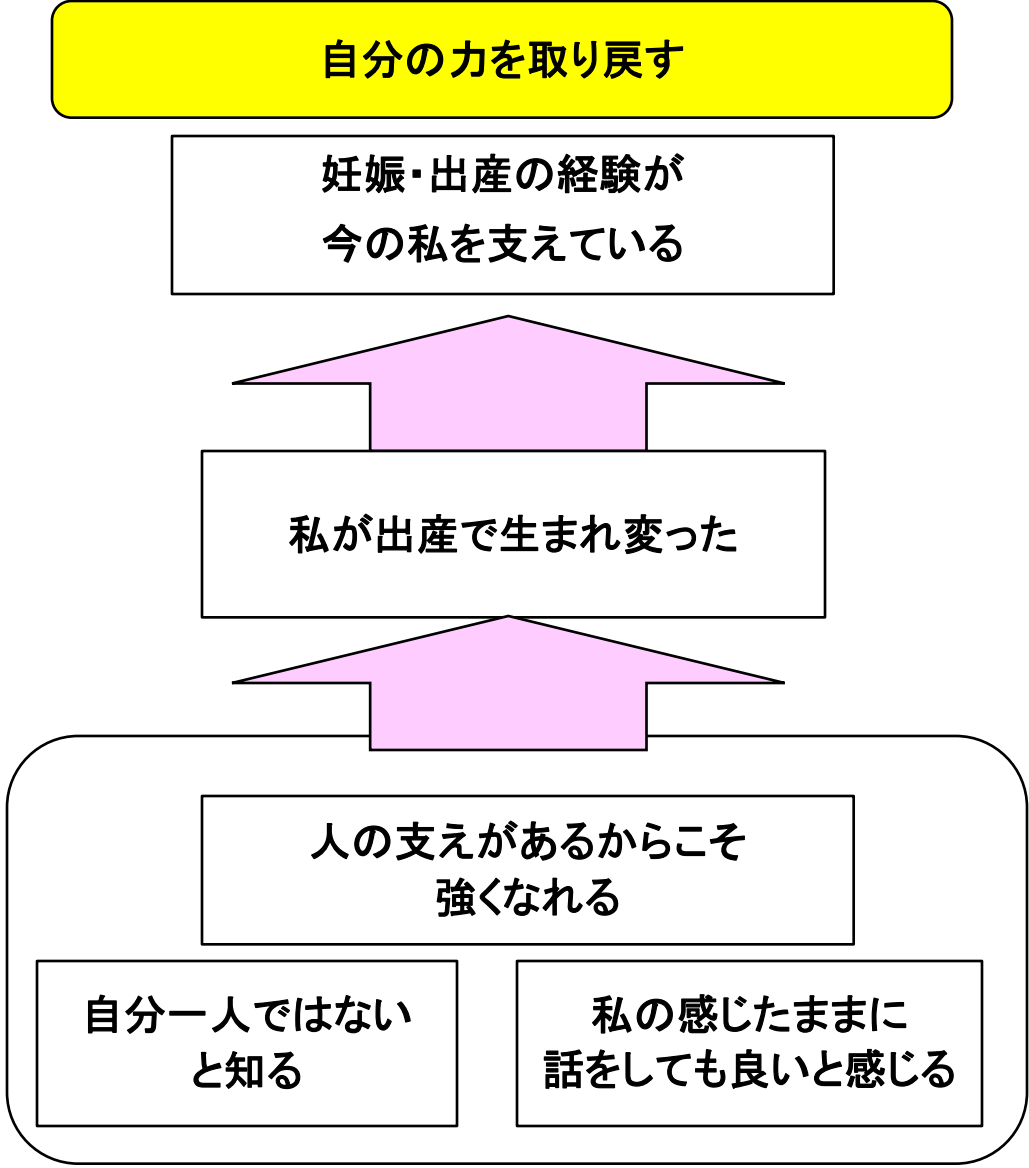 自分の力を取り戻す
妊娠・出産の経験が
今の私を支えている
私が出産で生まれ変った
人の支えがあるからこそ
強くなれる
自分一人ではない
と知る
私の感じたままに
話をしても良いと感じる